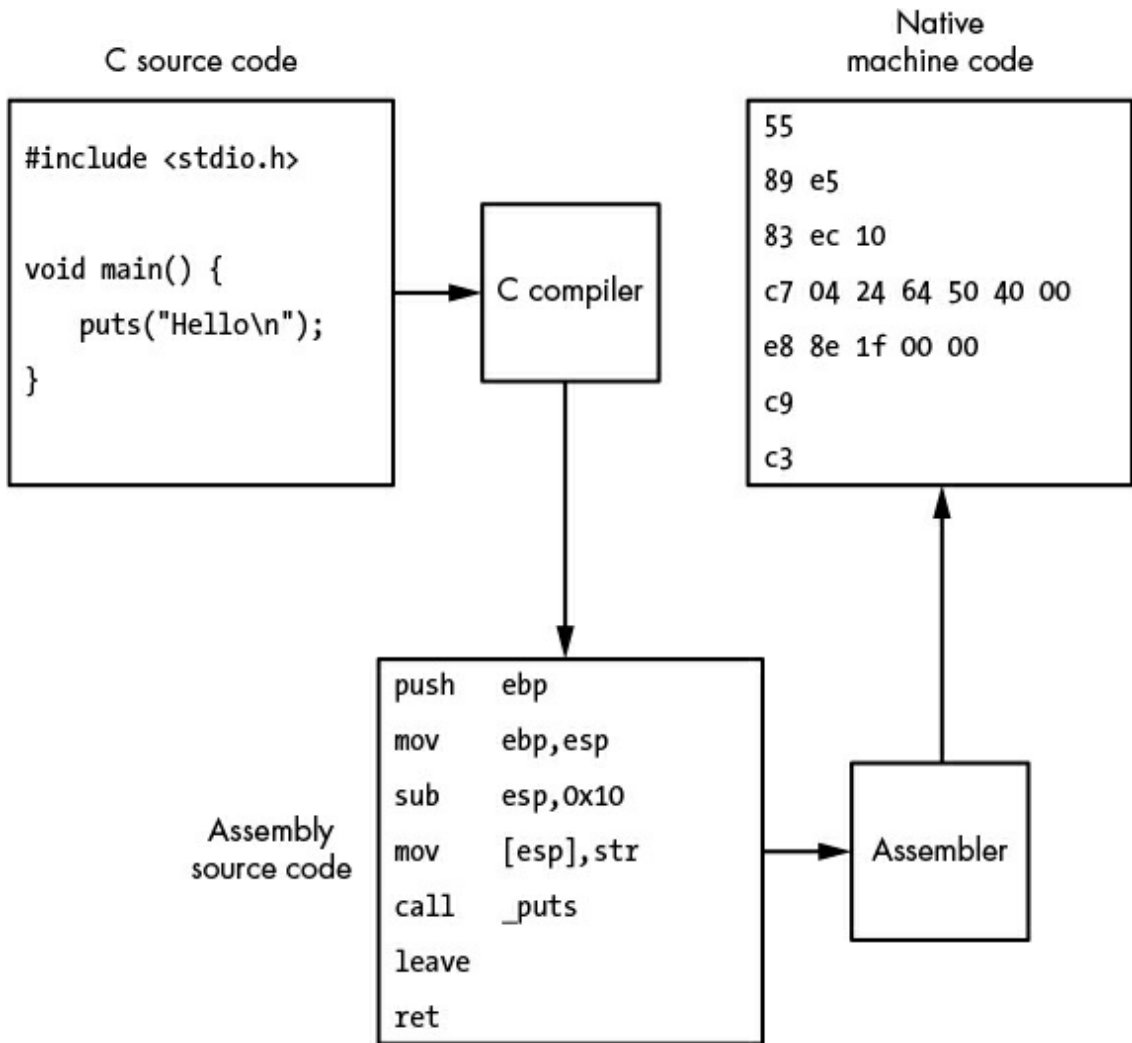 C source code
#include <stdio.h>
void main() {
puts("Hello\n");
}
C compiler
Native
machine code
55
89 e5
83 ec 10
c7 04 24 64 50 40 00
e8 8e 1f 00 00
c9
c3
Assembly
source code
push ebp
mov ebp,esp
sub esp,0x10
mov [esp],str
call _puts
leave
ret
Assembler